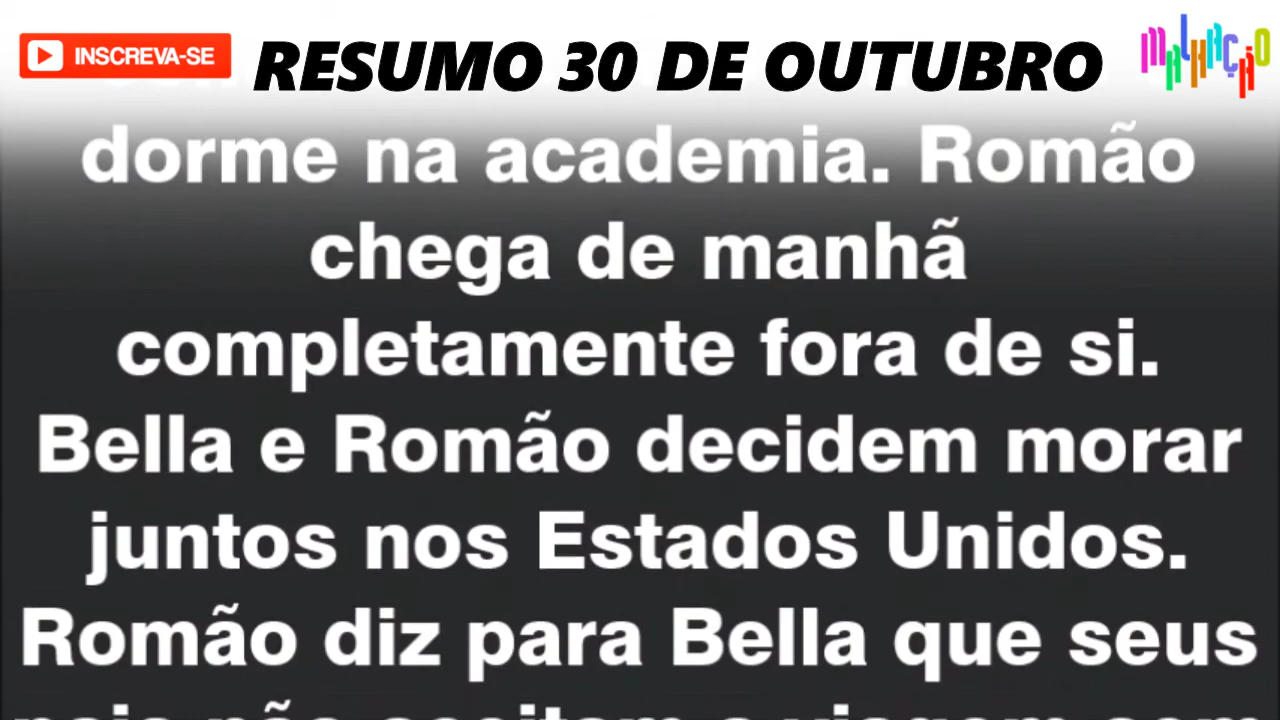 INSCREVA-SE
RESUMO 30 DE OUTUBRO
MALHAÇÃO
dorme na academia. Romão
chega de manhã
completamente fora de si.
Bella e Romão decidem morar
juntos nos Estados Unidos.
Romão diz para Bella que seus